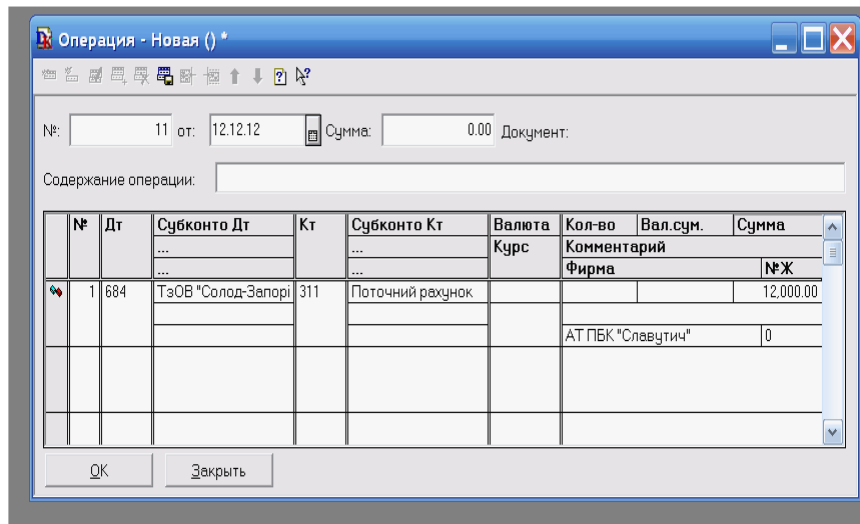 Операция - Новая () *
№: 11 от: 12.12.12 Сумма: 0.00 Документ:
Содержание операции:
№ Дт Субконто Дт Кт Субконто Кт Валюта Кол-во Вал.сум. Сумма
... ... Курс Комментарий
... ... Фирма №Ж
1 684 ТзОВ "Солод-Запорі 311 Поточний рахунок 12,000.00
АТ ПБК "Славутич" 0
OK Закрыть